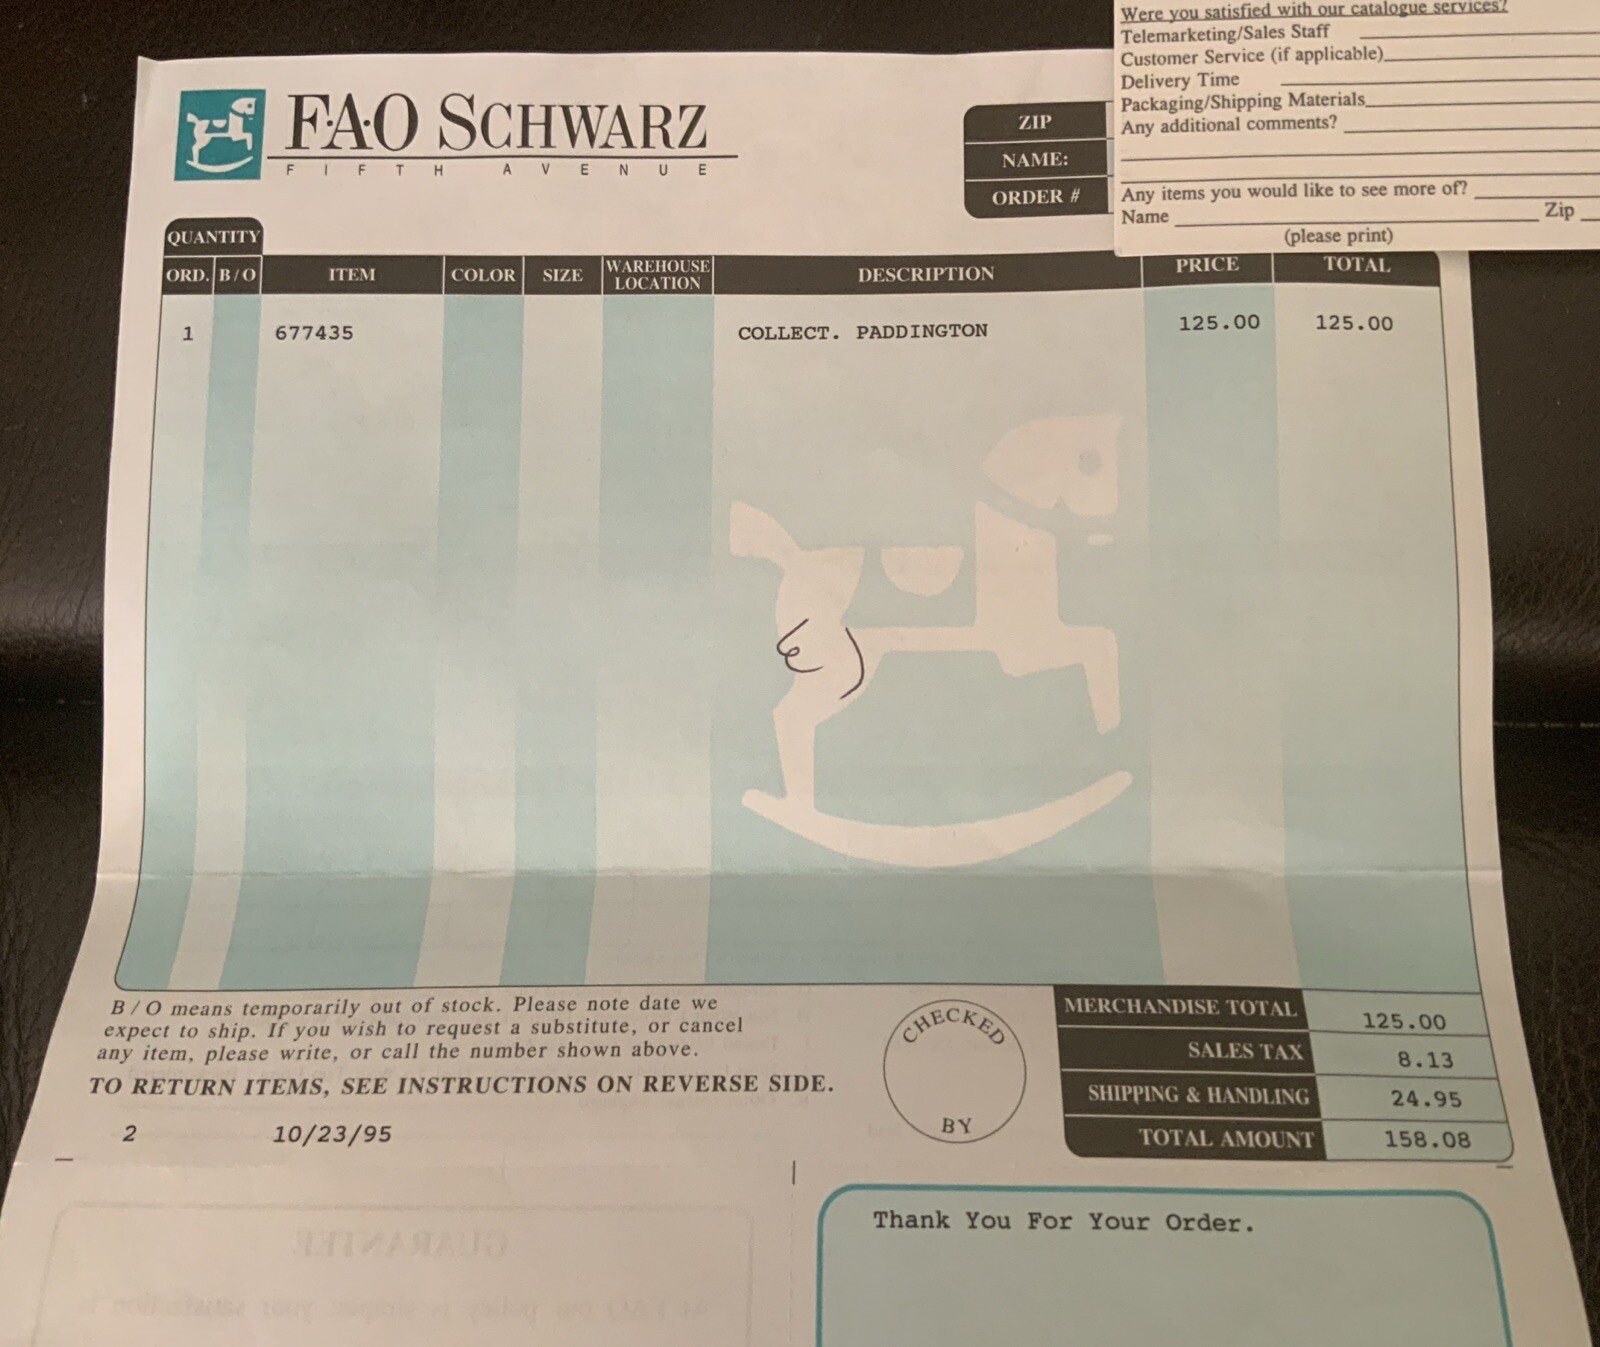 Were you satisfied with our catalogue services?
Telemarketing/Sales Staff
Customer Service (if applicable)
Delivery Time
Packaging/Shipping Materials
Any additional comments?
Any items you would like to see more of?
Name Zip
(please print)
F·A·O SCHWARZ
FIFTH AVENUE
ZIP
NAME:
ORDER #
QUANTITY
ORD. B/O ITEM COLOR SIZE WAREHOUSE LOCATION DESCRIPTION PRICE TOTAL
1 677435 COLLECT. PADDINGTON 125.00 125.00
B/O means temporarily out of stock. Please note date we
expect to ship. If you wish to request a substitute, or cancel
any item, please write, or call the number shown above.
TO RETURN ITEMS, SEE INSTRUCTIONS ON REVERSE SIDE.
2 10/23/95
CHECKED
BY
MERCHANDISE TOTAL 125.00
SALES TAX 8.13
SHIPPING & HANDLING 24.95
TOTAL AMOUNT 158.08
Thank You For Your Order.
GUARANTEE